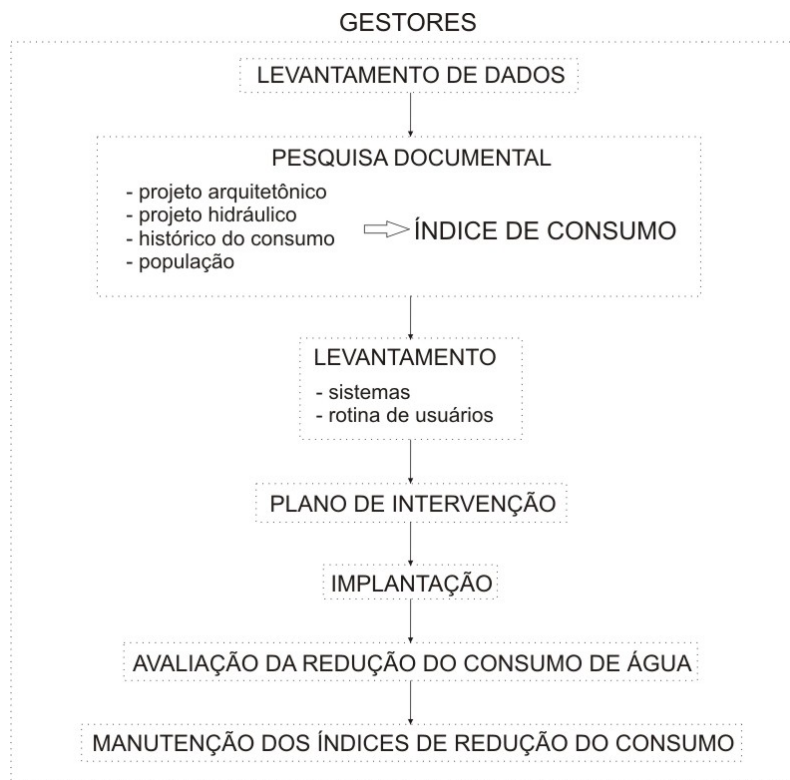 GESTORES
LEVANTAMENTO DE DADOS
PESQUISA DOCUMENTAL
- projeto arquitetônico
- projeto hidráulico
- histórico do consumo
- população
ÍNDICE DE CONSUMO
LEVANTAMENTO
- sistemas
- rotina de usuários
PLANO DE INTERVENÇÃO
IMPLANTAÇÃO
AVALIAÇÃO DA REDUÇÃO DO CONSUMO DE ÁGUA
MANUTENÇÃO DOS ÍNDICES DE REDUÇÃO DO CONSUMO